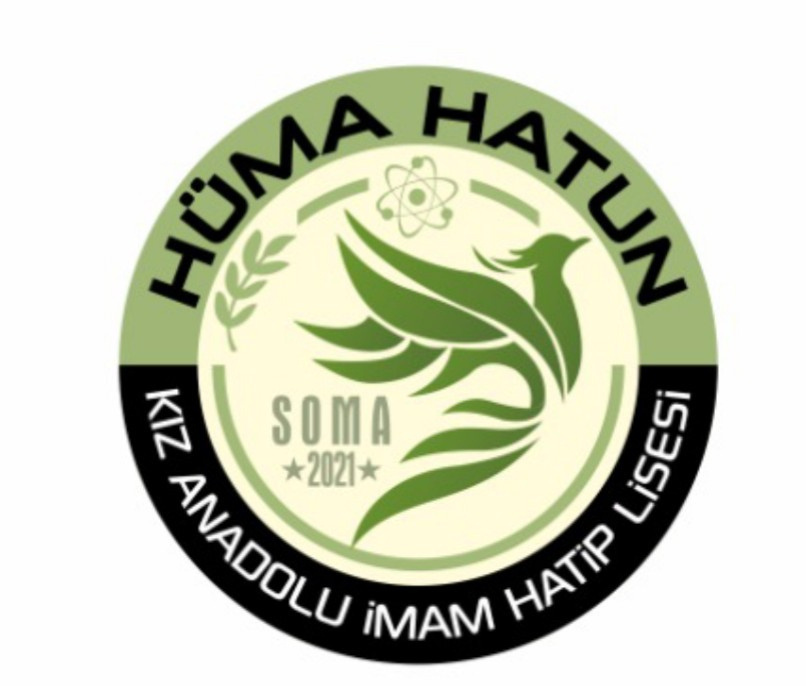 HÜMA HATUN
SOMA
★2021★
KIZ ANADOLU İMAM HATİP LİSESİ